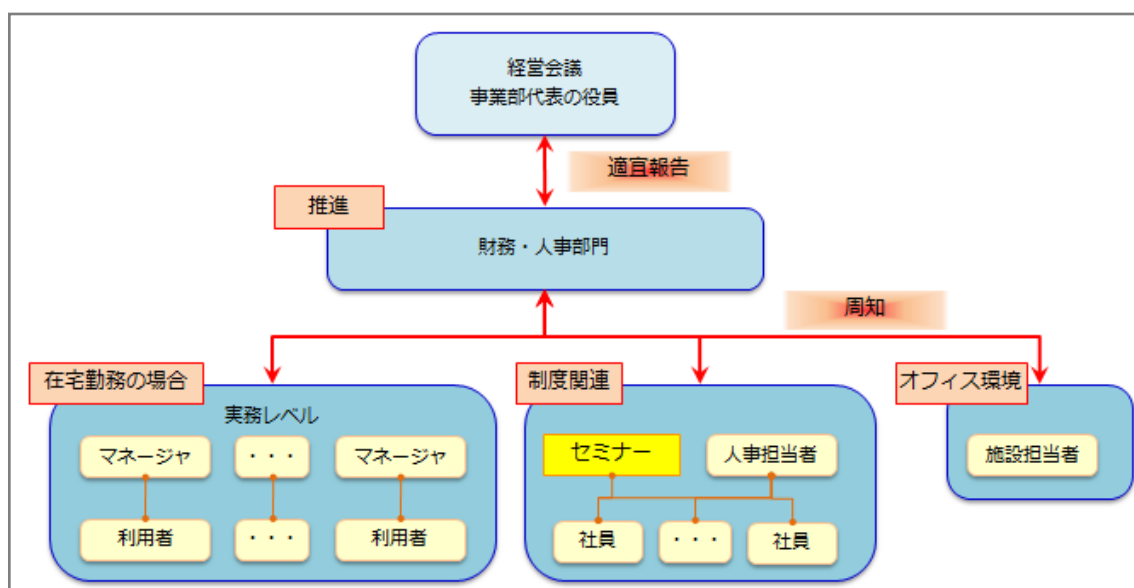 経営会議
事業部代表の役員
適宜報告
推進
財務・人事部門
周知
在宅勤務の場合
制度関連
オフィス環境
実務レベル
マネージャ
・・・
マネージャ
セミナー
人事担当者
施設担当者
利用者
・・・
利用者
社員
・・・
社員